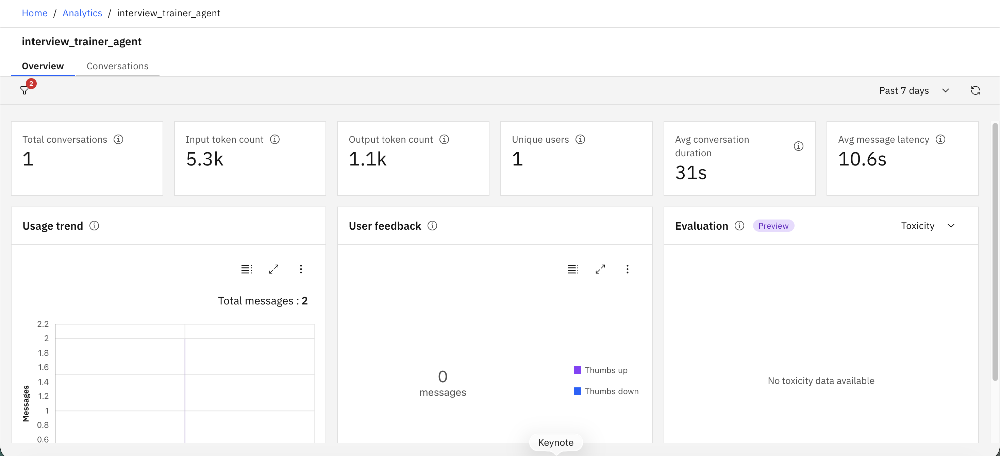 Home / Analytics / interview_trainer_agent
interview_trainer_agent
Overview Conversations
2
Past 7 days
Total conversations
1
Input token count
5.3k
Output token count
1.1k
Unique users
1
Avg conversation
duration
31s
Avg message latency
10.6s
Usage trend
Total messages : 2
2.2
2
1.8
1.6
1.4
1.2
1
0.8
0.6
Messages
User feedback
0
messages
Thumbs up
Thumbs down
Evaluation Preview Toxicity
No toxicity data available
Keynote